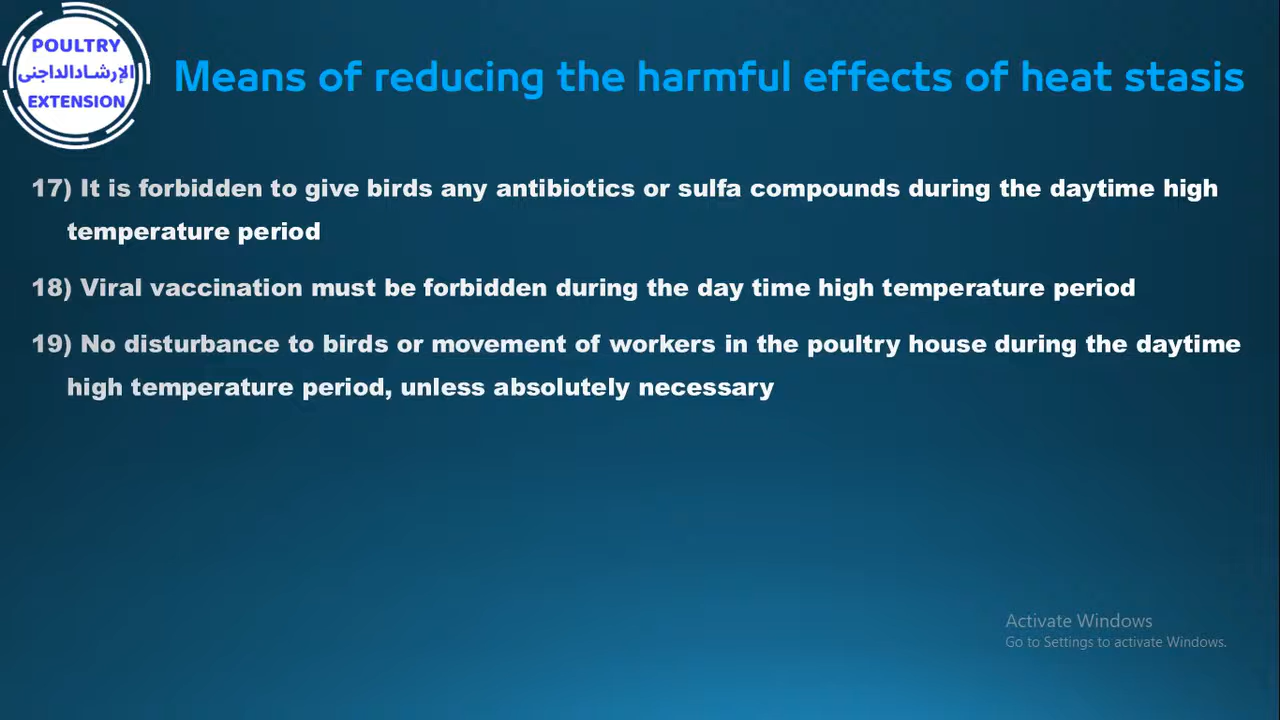 POULTRY
الإرشادالداجنى
EXTENSION
Means of reducing the harmful effects of heat stasis
17) It is forbidden to give birds any antibiotics or sulfa compounds during the daytime high
temperature period
18) Viral vaccination must be forbidden during the day time high temperature period
19) No disturbance to birds or movement of workers in the poultry house during the daytime
high temperature period, unless absolutely necessary
Activate Windows
Go to Settings to activate Windows.